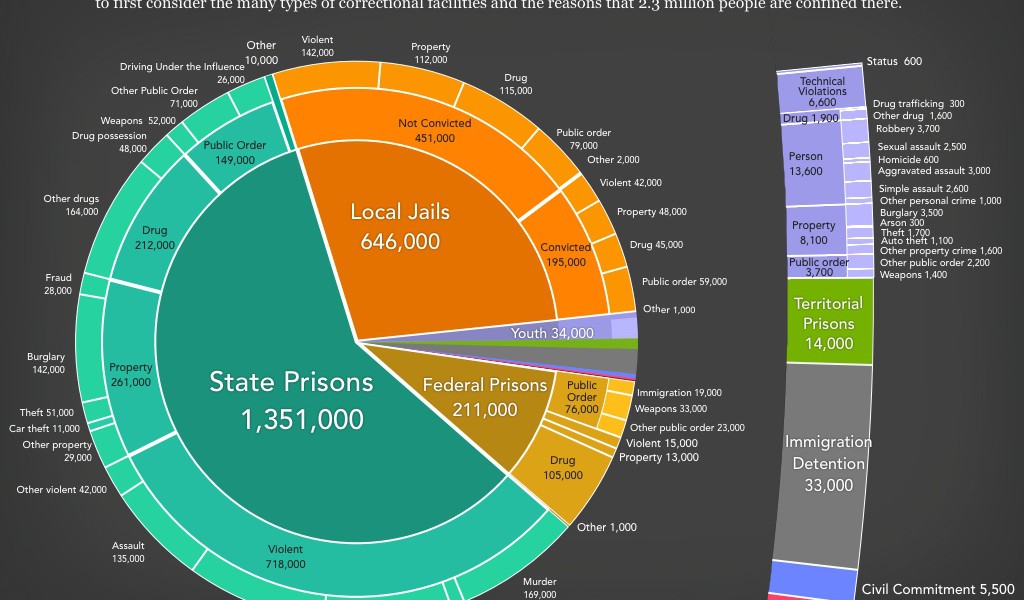 to first consider the many types of correctional facilities and the reasons that 2.3 million people are confined there.
Other
10,000
Violent
142,000
Property
112,000
Drug
115,000
Public order
79,000
Other 2,000
Violent 42,000
Property 48,000
Drug 45,000
Public order 59,000
Other 1,000
Driving Under the Influence
26,000
Other Public Order
71,000
Weapons 52,000
Drug possession
48,000
Other drugs
164,000
Fraud
28,000
Burglary
142,000
Theft 51,000
Car theft 11,000
Other property
29,000
Other violent 42,000
Assault
135,000
Murder
169,000
Public Order
149,000
Drug
212,000
Property
261,000
Violent
718,000
State Prisons
1,351,000
Not Convicted
451,000
Local Jails
646,000
Convicted
195,000
Youth 34,000
Federal Prisons
211,000
Public
Order
76,000
Drug
105,000
Immigration 19,000
Weapons 33,000
Other public order 23,000
Violent 15,000
Property 13,000
Other 1,000
Status 600
Technical
Violations
6,600
Drug 1,900
Person
13,600
Property
8,100
Public order
3,700
Drug trafficking 300
Other drug 1,600
Robbery 3,700
Sexual assault 2,500
Homicide 600
Aggravated assault 3,000
Simple assault 2,600
Other personal crime 1,000
Burglary 3,500
Arson 300
Theft 1,700
Auto theft 1,100
Other property crime 1,600
Other public order 2,200
Weapons 1,400
Territorial
Prisons
14,000
Immigration
Detention
33,000
Civil Commitment 5,500